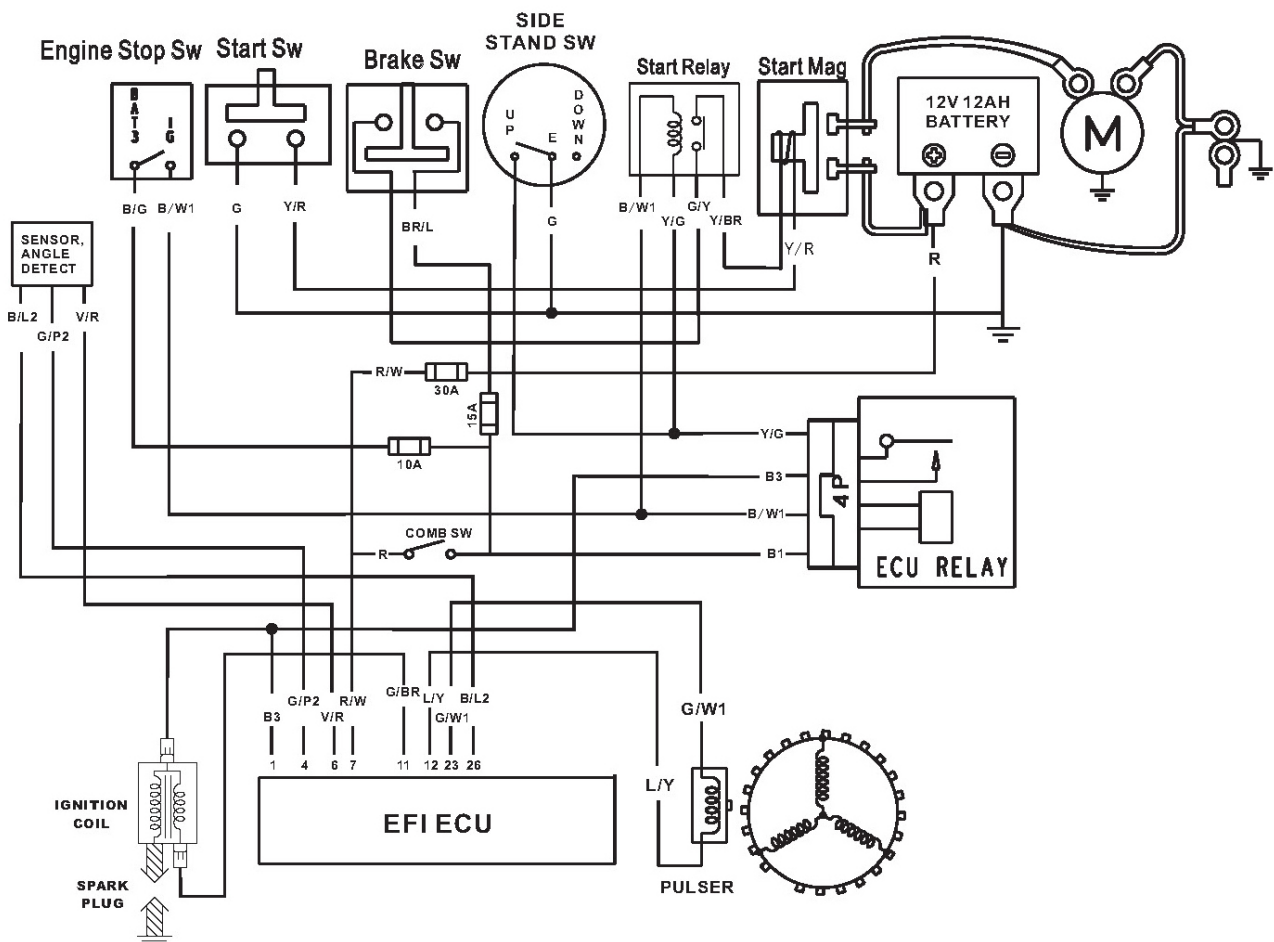 SIDE
STAND SW
Engine Stop Sw
Start Sw
Brake Sw
Start Relay
Start Mag
BAT3
IG
UP
E
DOWN
12V 12AH
BATTERY
M
B/G
B/W1
G
Y/R
BR/L
G
B/W1
Y/G
G/Y
Y/BR
Y/R
R
SENSOR,
ANGLE
DETECT
B/L2
G/P2
V/R
R/W
30A
15A
10A
Y/G
B3
B/W1
B1
4P
ECU RELAY
COMB SW
R
B3
G/P2
V/R
R/W
G/BR
L/Y
G/W1
B/L2
1
4
6
7
11
12
23
26
EFI ECU
G/W1
L/Y
PULSER
IGNITION
COIL
SPARK
PLUG